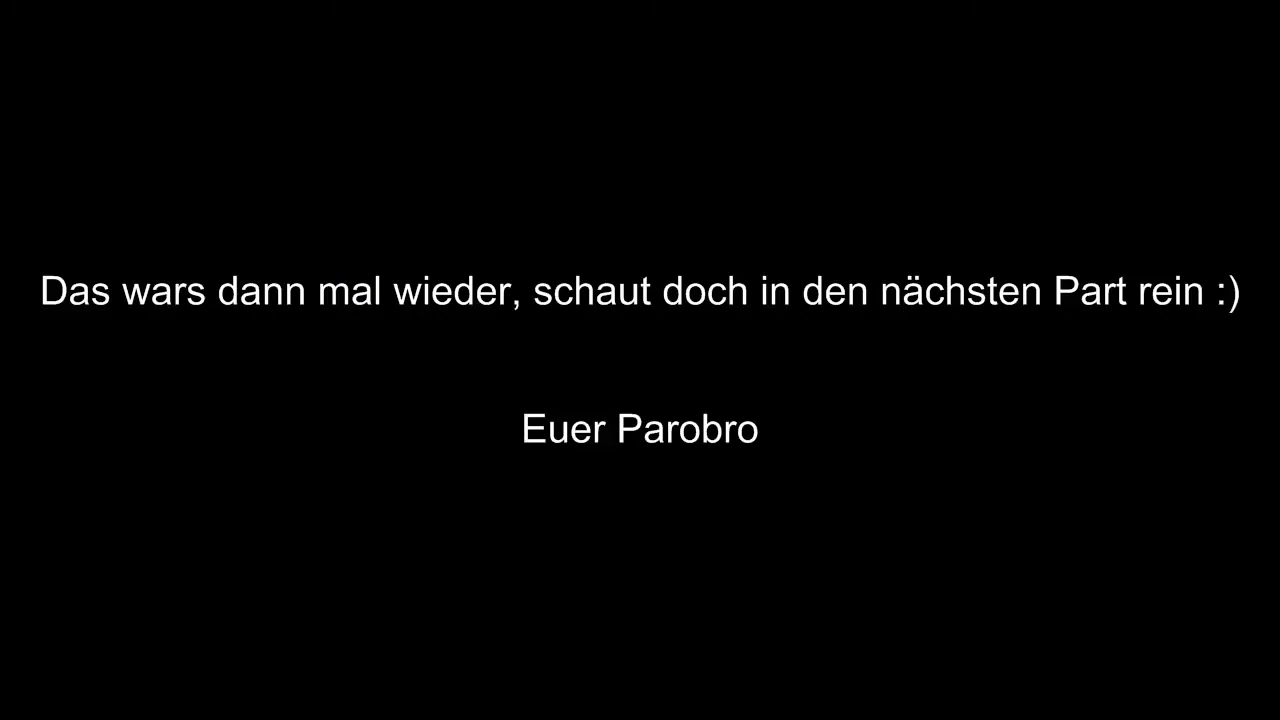 Das wars dann mal wieder, schaut doch in den nächsten Part rein :)
Euer Parobro